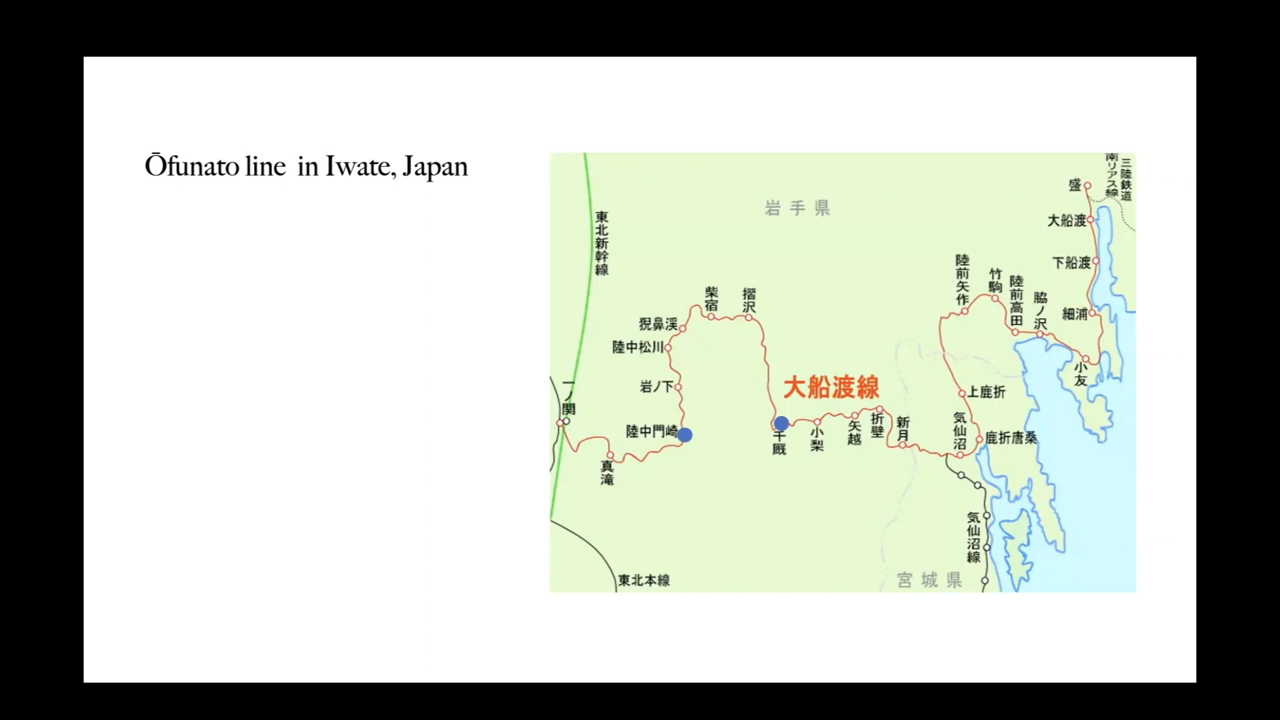 Ōfunato line in Iwate, Japan
岩手県
三陸鉄道
南リアス線
盛
大船渡
下船渡
細浦
小友
脇ノ沢
陸前高田
竹駒
陸前矢作
上鹿折
鹿折唐桑
気仙沼
新月
折壁
矢越
小梨
千厩
大船渡線
摺沢
柴宿
猊鼻渓
陸中松川
岩ノ下
陸中門崎
真滝
一ノ関
東北新幹線
東北本線
気仙沼線
宮城県